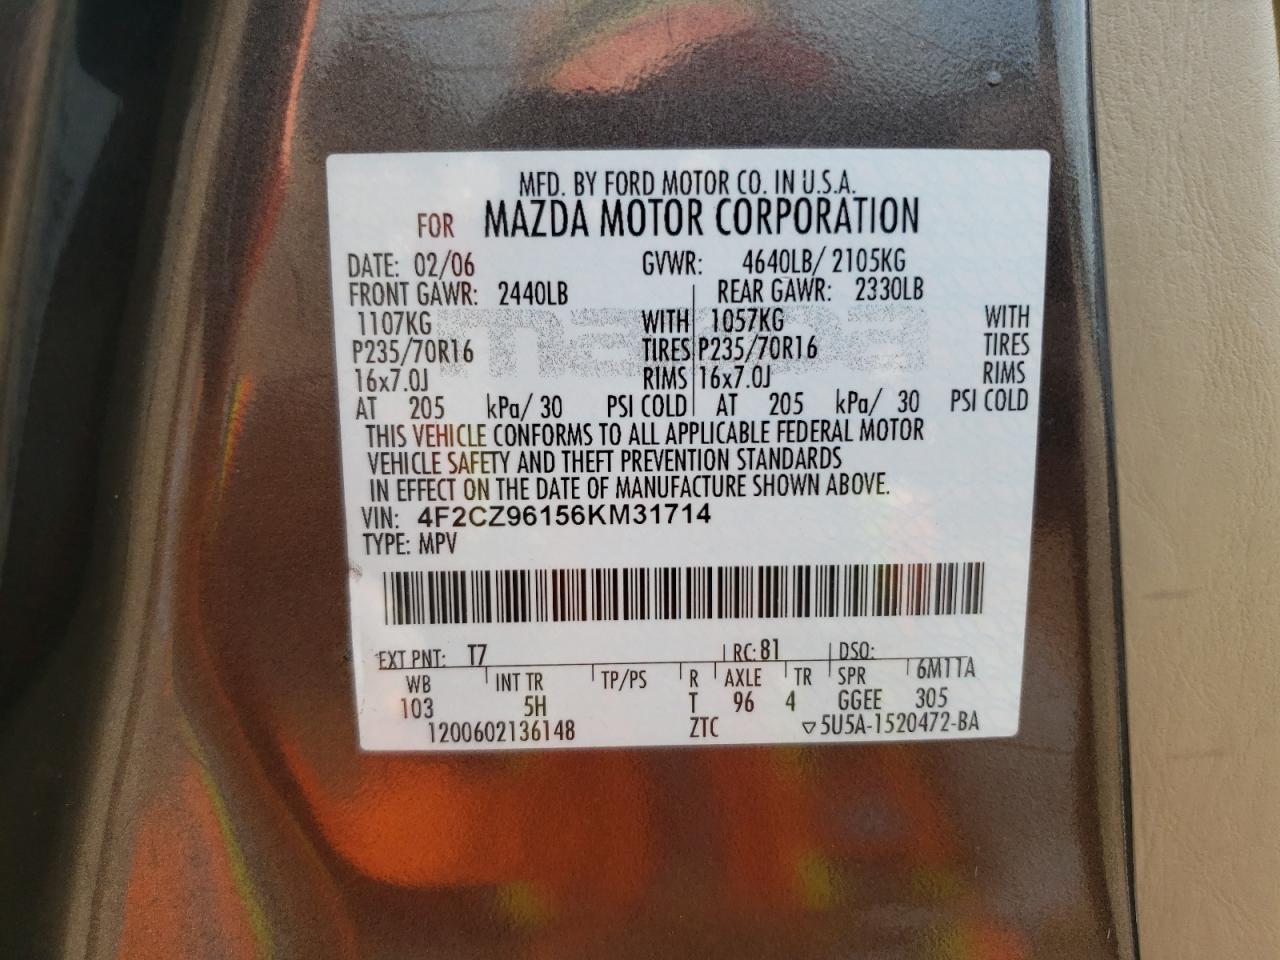 MFD. BY FORD MOTOR CO. IN U.S.A.
FOR MAZDA MOTOR CORPORATION
DATE: 02/06 GVWR: 4640LB/ 2105KG
FRONT GAWR: 2440LB REAR GAWR: 2330LB
1107KG WITH 1057KG WITH
P235/70R16 TIRES P235/70R16 TIRES
16x7.0J RIMS 16x7.0J RIMS
AT 205 kPa/ 30 PSI COLD AT 205 kPa/ 30 PSI COLD
mazda
THIS VEHICLE CONFORMS TO ALL APPLICABLE FEDERAL MOTOR
VEHICLE SAFETY AND THEFT PREVENTION STANDARDS
IN EFFECT ON THE DATE OF MANUFACTURE SHOWN ABOVE.
VIN: 4F2CZ96156KM31714
TYPE: MPV
EXT PNT: T7 RC: 81 DSO:
WB INT TR TP/PS R AXLE TR SPR 6M11A
103 5H T 96 4 GGEE 305
1200602136148 ZTC ▽5U5A-1520472-BA